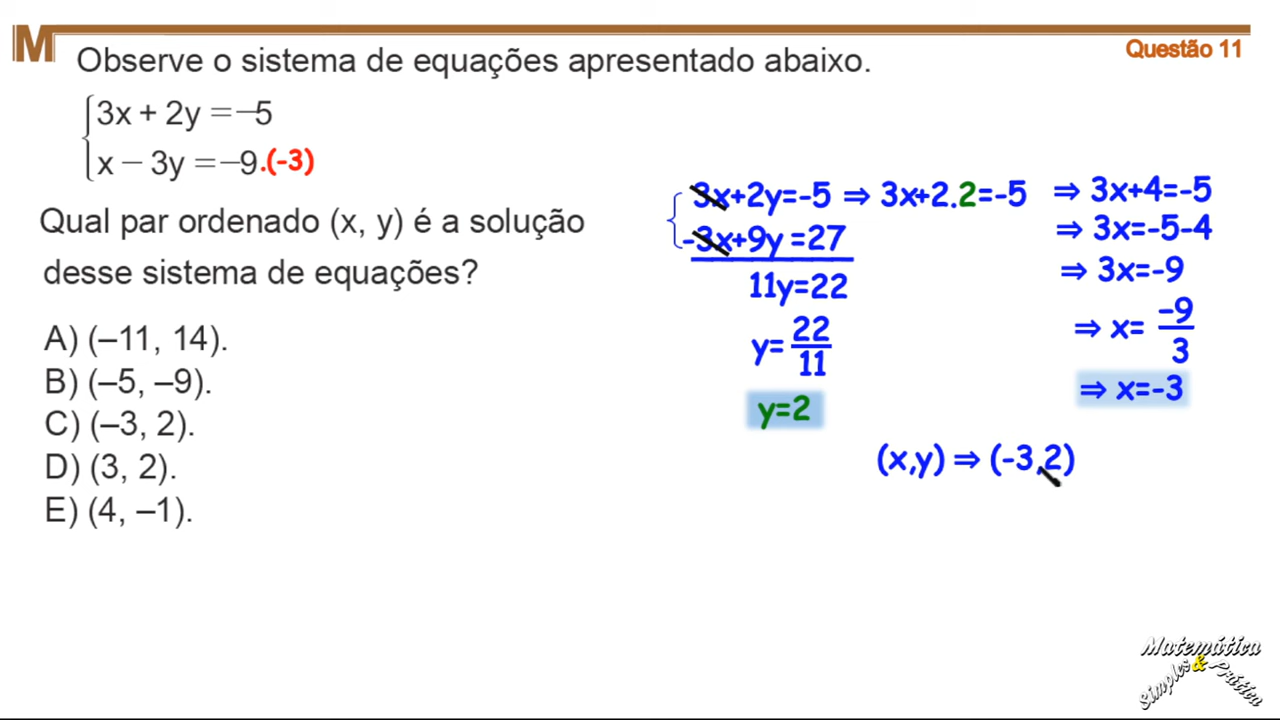 M
Questão 11
Observe o sistema de equações apresentado abaixo.
3x + 2y = –5
x – 3y = –9.(-3)
Qual par ordenado (x, y) é a solução
desse sistema de equações?
A) (–11, 14).
B) (–5, –9).
C) (–3, 2).
D) (3, 2).
E) (4, –1).
3x+2y=-5 ⇒ 3x+2.2=-5 ⇒ 3x+4=-5
-3x+9y=27
11y=22
y=22/11
y=2
⇒ 3x=-5-4
⇒ 3x=-9
⇒ x=-9/3
⇒ x=-3
(x,y) ⇒ (-3,2)
Matemática
Simples & Prática